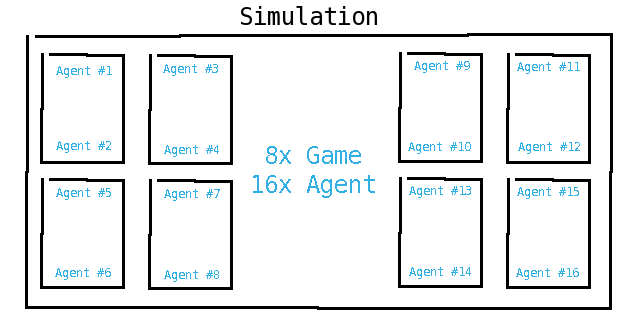 Simulation
Agent #1
Agent #2
Agent #3
Agent #4
Agent #5
Agent #6
Agent #7
Agent #8
8x Game
16x Agent
Agent #9
Agent #10
Agent #11
Agent #12
Agent #13
Agent #14
Agent #15
Agent #16